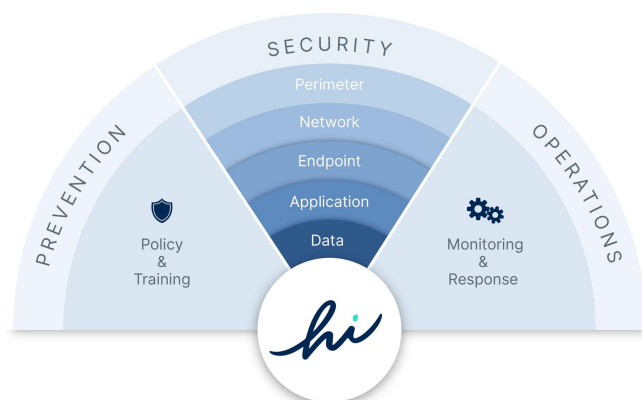 SECURITY
Perimeter
Network
Endpoint
Application
Data
PREVENTION
Policy
&
Training
OPERATIONS
Monitoring
&
Response
hi